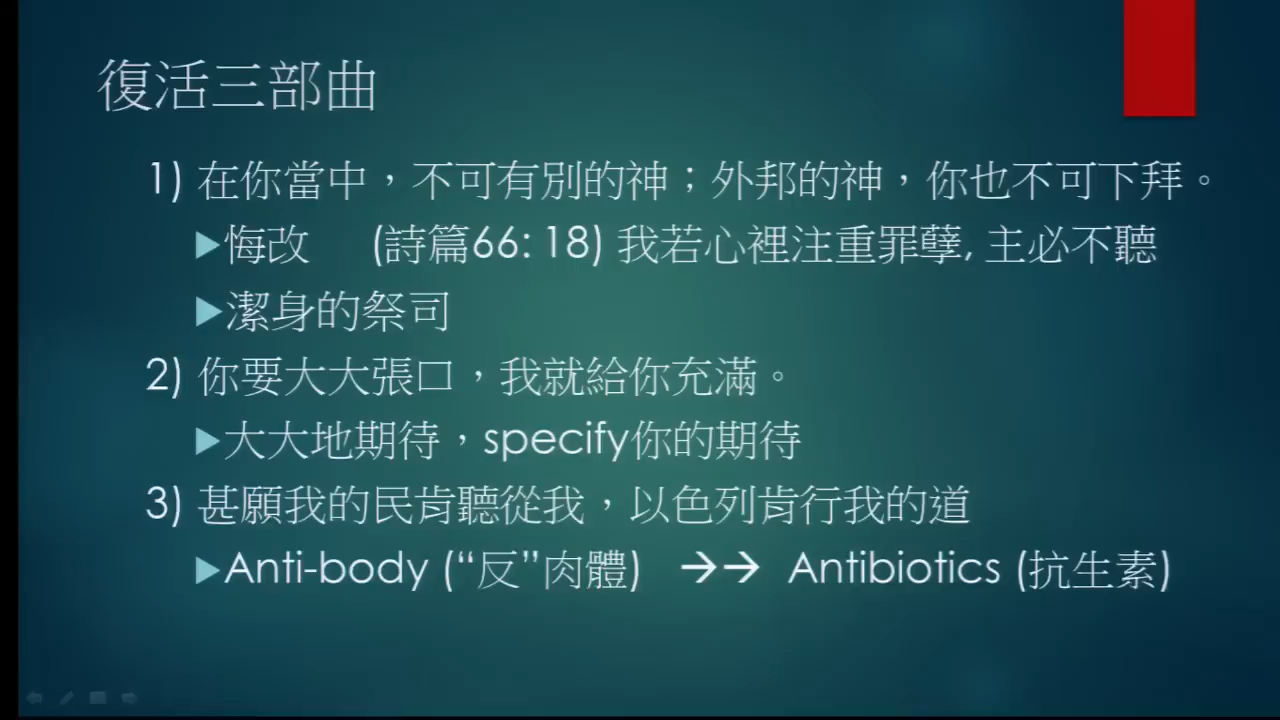 復活三部曲
1) 在你當中，不可有別的神；外邦的神，你也不可下拜。
▶悔改 (詩篇66: 18) 我若心裡注重罪孽, 主必不聽
▶潔身的祭司
2) 你要大大張口，我就給你充滿。
▶大大地期待，specify你的期待
3) 甚願我的民肯聽從我，以色列肯行我的道
▶Anti-body (“反”肉體) →→ Antibiotics (抗生素)